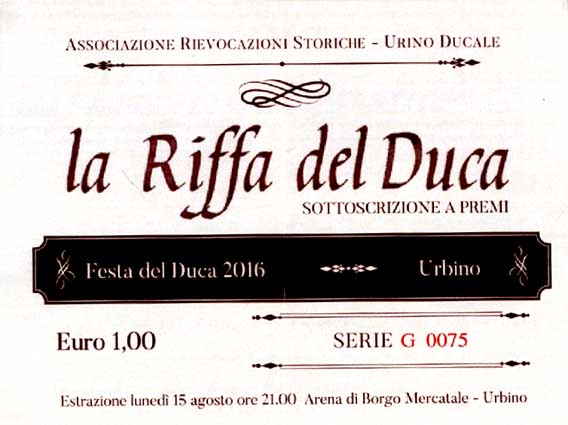 Associazione Rievocazioni Storiche - Urino Ducale
la Riffa del Duca
SOTTOSCRIZIONE A PREMI
Festa del Duca 2016 Urbino
Euro 1,00 SERIE G 0075
Estrazione lunedì 15 agosto ore 21.00 Arena di Borgo Mercatale - Urbino